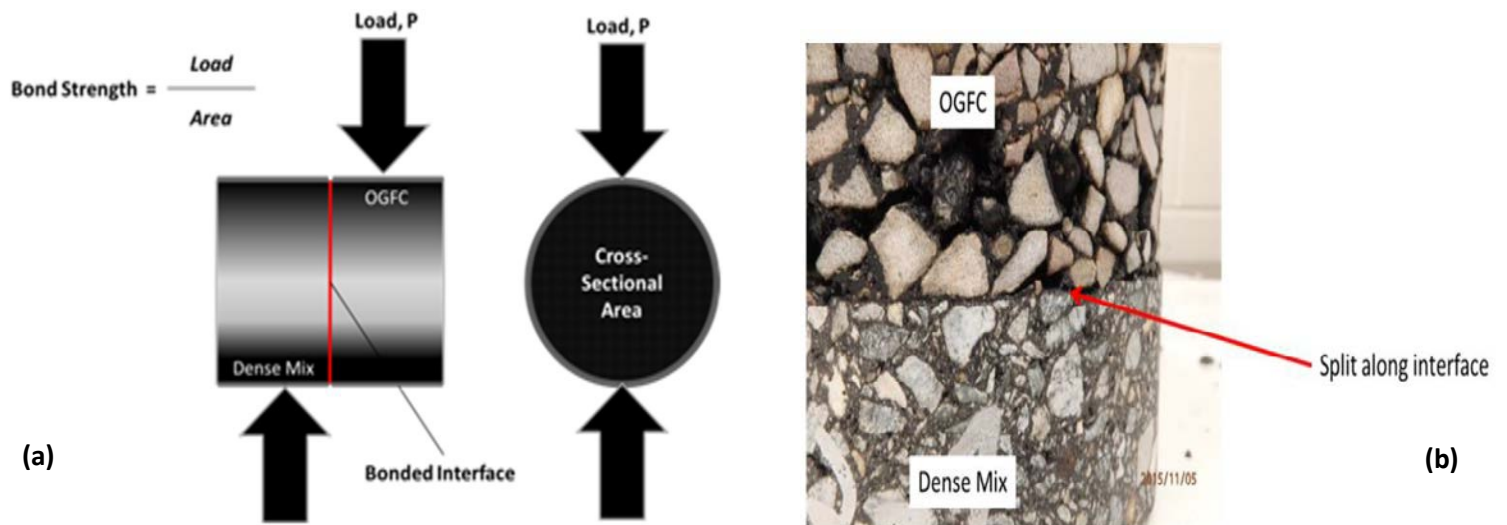 Load, P
Load, P
Bond Strength =
Load
Area
OGFC
Dense Mix
Bonded Interface
Cross-
Sectional
Area
(a)
OGFC
Split along interface
Dense Mix
2015/11/05
(b)